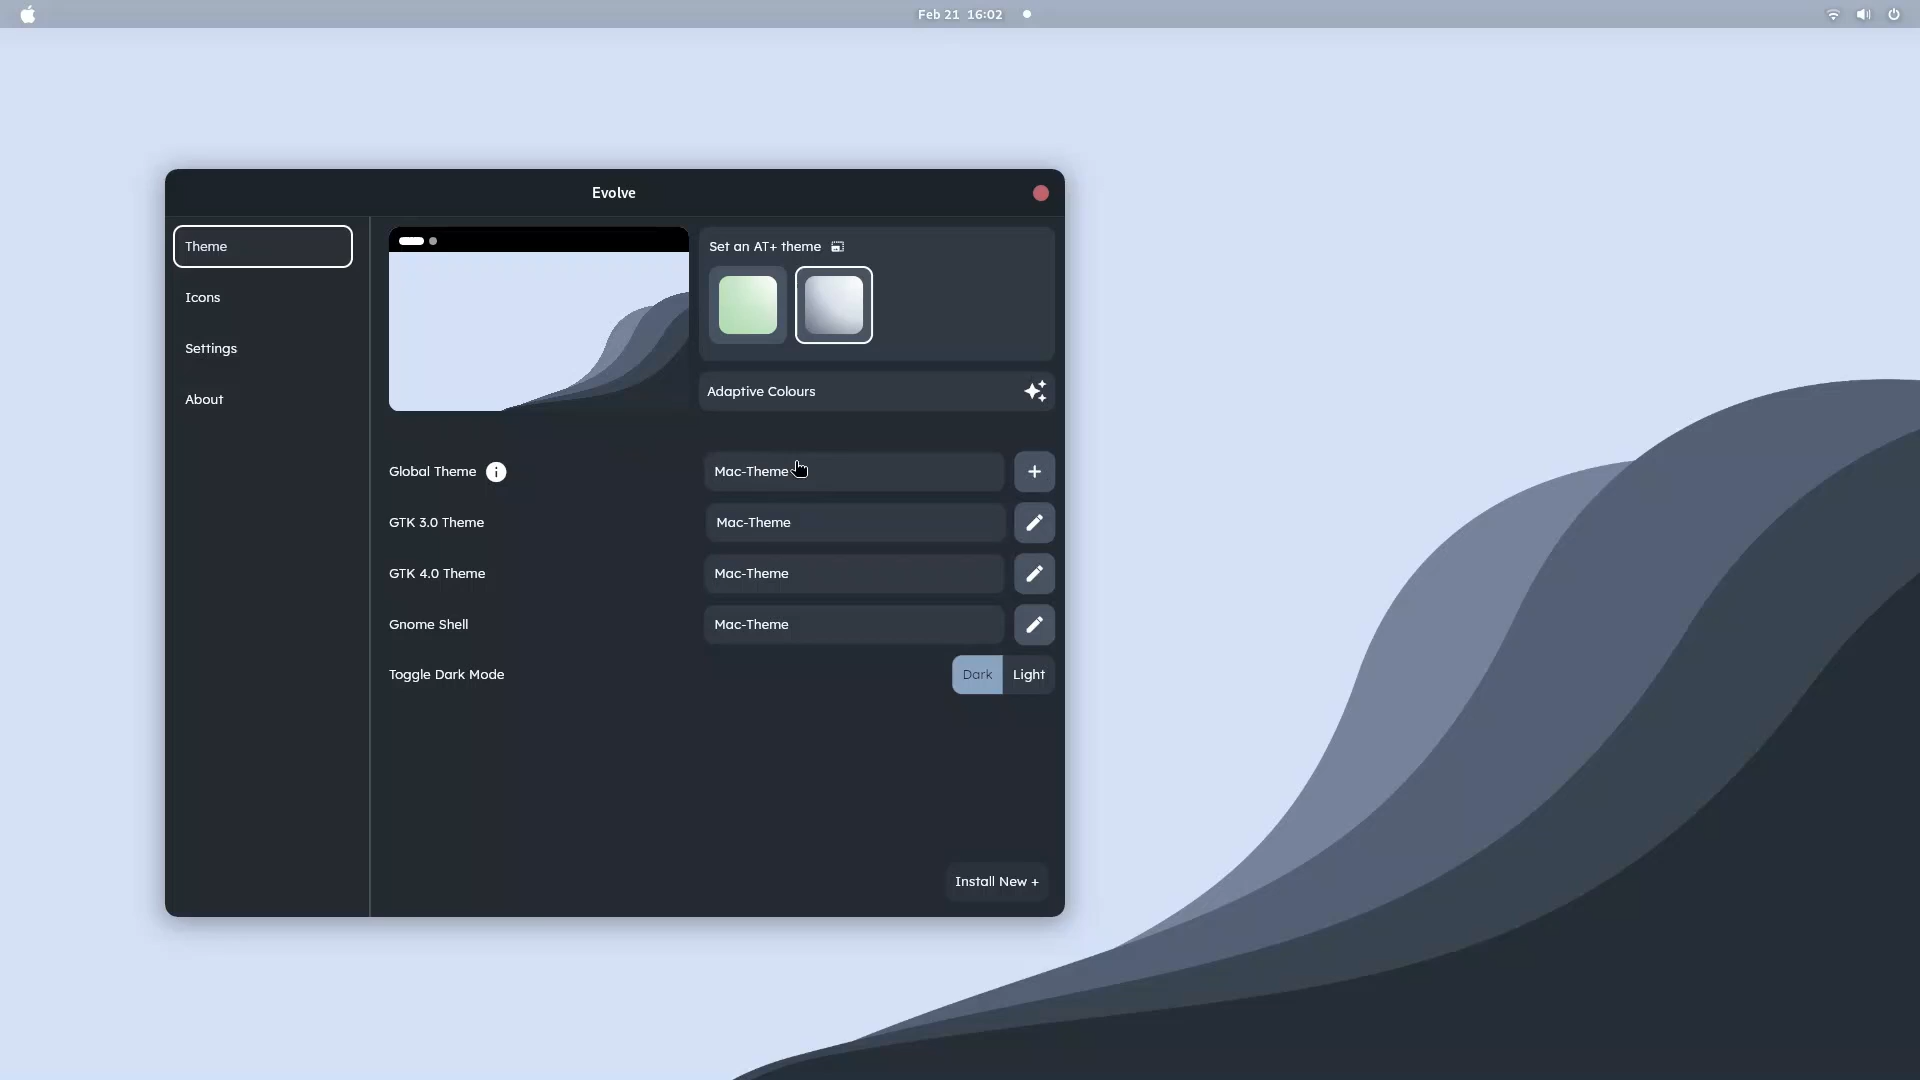 Feb 21 16:02
Evolve
Theme
Icons
Settings
About
Set an AT+ theme
Adaptive Colours
Global Theme
Mac-Theme
+
GTK 3.0 Theme
Mac-Theme
GTK 4.0 Theme
Mac-Theme
Gnome Shell
Mac-Theme
Toggle Dark Mode
Dark
Light
Install New +